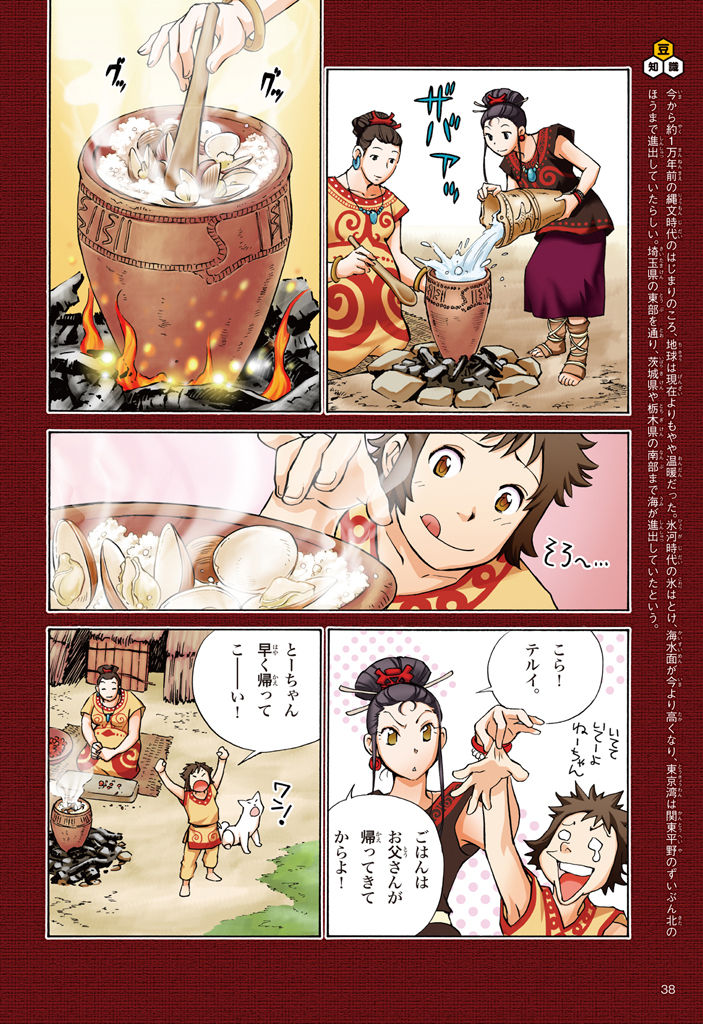 豆知識
今から約1万年前の縄文時代のはじまりのころ、地球は現在よりもやや温暖だった。氷河時代の氷はとけ、海水面が今より高くなり、東京湾は関東平野のずいぶん北の
ほうまで進出していたらしい。埼玉県の東部を通り、茨城県や栃木県の南部まで海が進出していたという。
ザバァッ
グッ
グッ
そろ〜…
こら!
テルイ。
いてて
いてーよ
ねーちゃん
ごはんは
お父さんが
帰ってきて
からよ!
とーちゃん
早く帰って
こーい!
ワン!
38